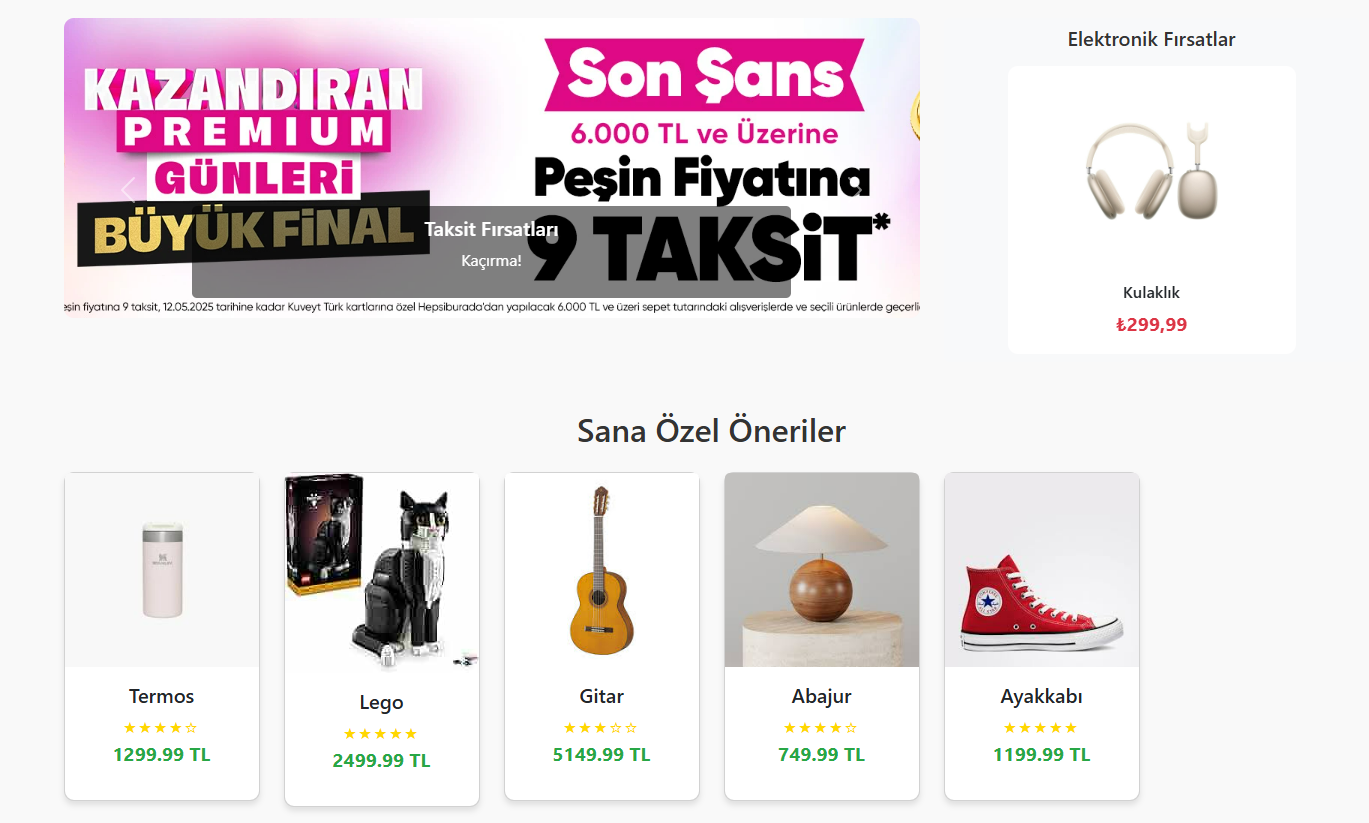 KAZANDIRAN
PREMIUM
GÜNLERİ
BÜYÜK FİNAL
Son Şans
6.000 TL ve Üzerine
Peşin Fiyatına
9 TAKSİT*
Taksit Fırsatları
Kaçırma!
eşin fiyatına 9 taksit, 12.05.2025 tarihine kadar Kuveyt Türk kartlarına özel Hepsiburada'dan yapılacak 6.000 TL ve üzeri sepet tutarındaki alışverişlerde ve seçili ürünlerde geçerli
Elektronik Fırsatlar
Kulaklık
₺299,99
Sana Özel Öneriler
Termos
★★★★☆
1299.99 TL
Lego
★★★★★
2499.99 TL
Gitar
★★★☆☆
5149.99 TL
Abajur
★★★★☆
749.99 TL
Ayakkabı
★★★★★
1199.99 TL